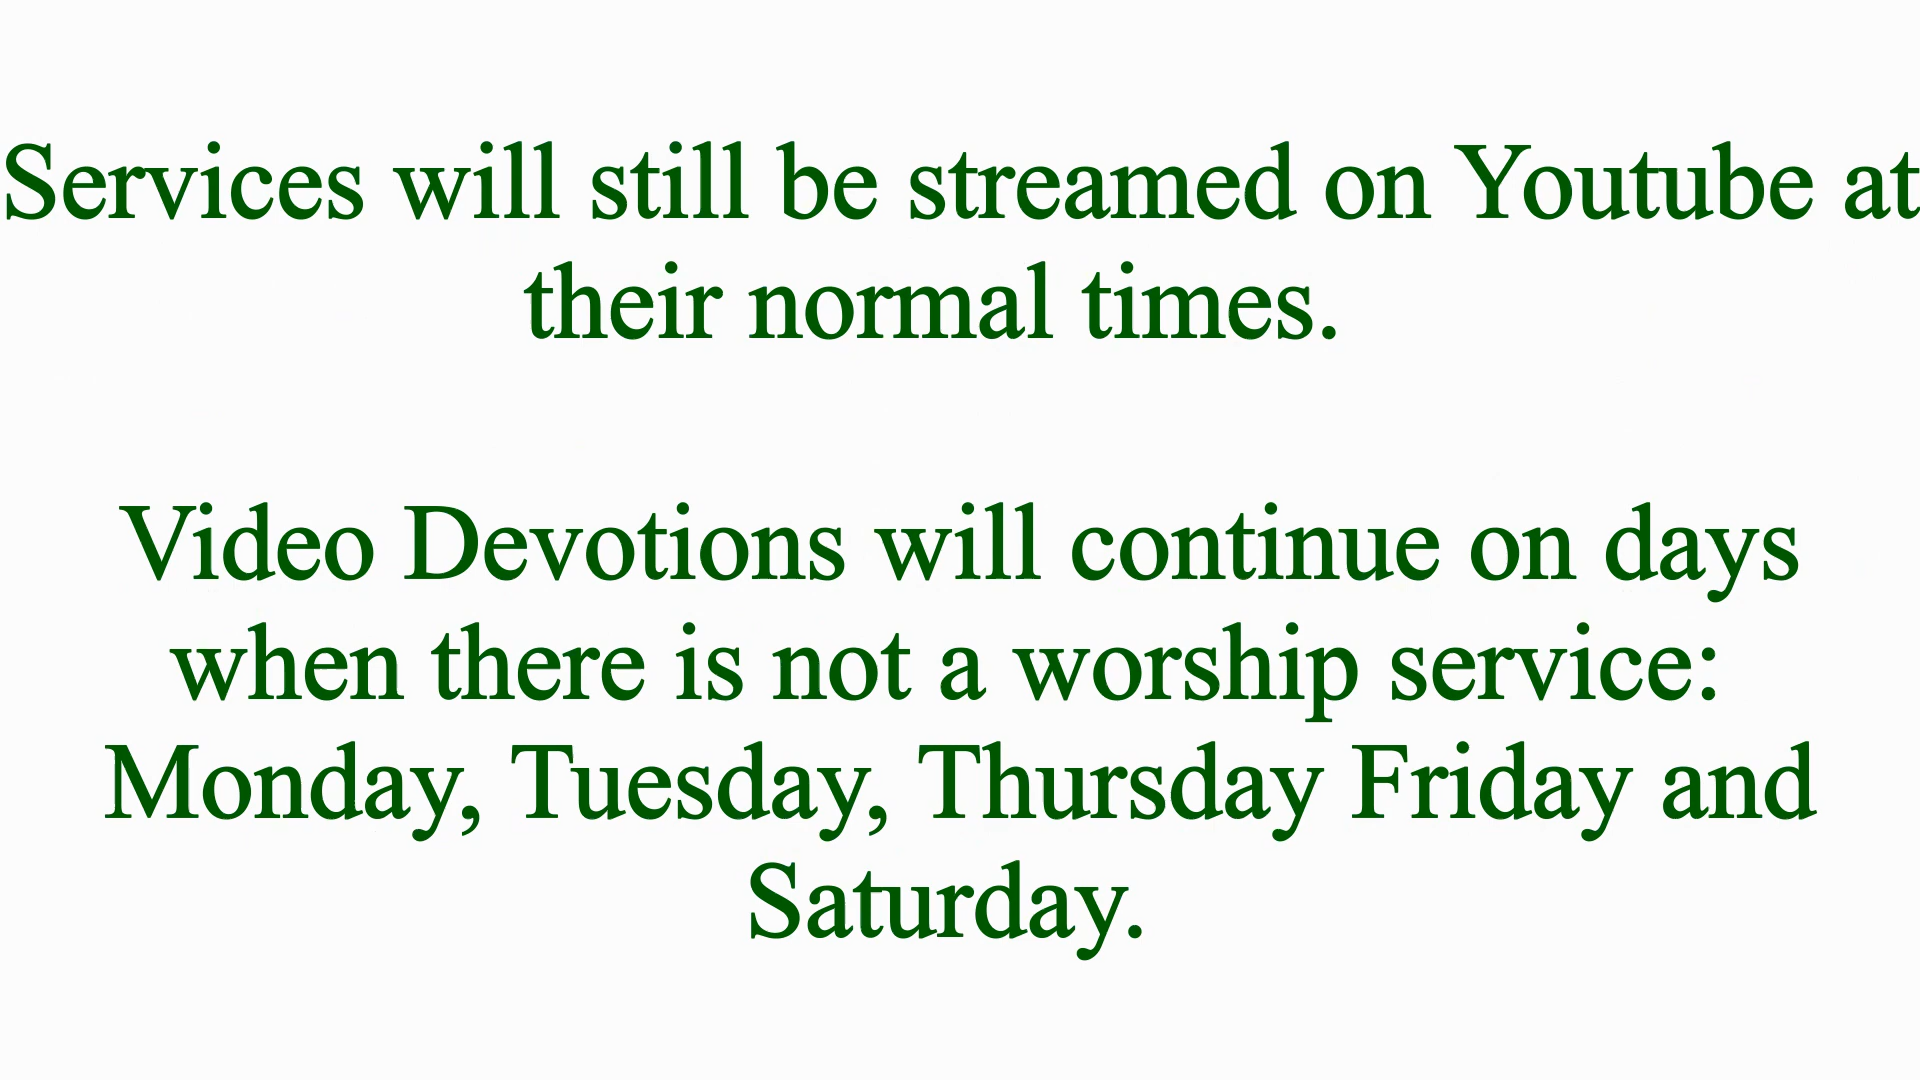 Services will still be streamed on Youtube at
their normal times.
Video Devotions will continue on days
when there is not a worship service:
Monday, Tuesday, Thursday Friday and
Saturday.